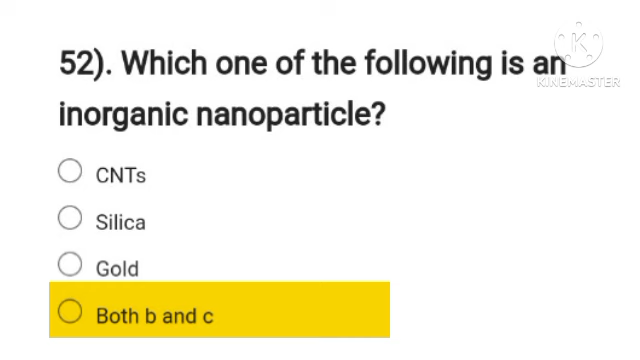 52). Which one of the following is an
inorganic nanoparticle?
CNTs
Silica
Gold
Both b and c
K
KINEMASTER